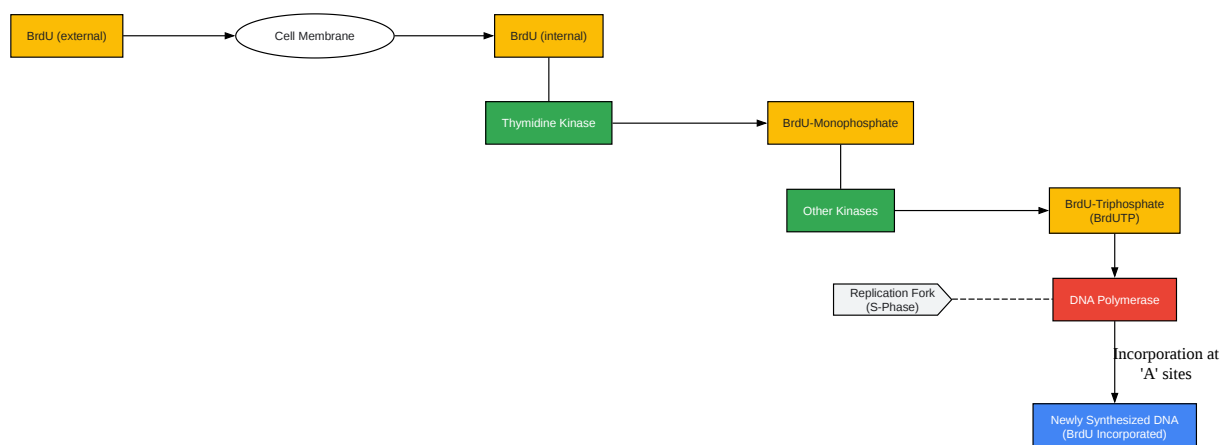 BrdU (external)
Cell Membrane
BrdU (internal)
Thymidine Kinase
BrdU-Monophosphate
Other Kinases
BrdU-Triphosphate
(BrdUTP)
Replication Fork
(S-Phase)
DNA Polymerase
Incorporation at
'A' sites
Newly Synthesized DNA
(BrdU Incorporated)